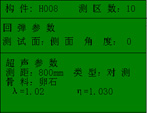 构件: H008 测区数: 10
回弹参数
测试面: 侧面 角度: 0
超声参数
测距: 800mm 类型: 对测
骨料: 卵石
λ=1.02 η=1.030